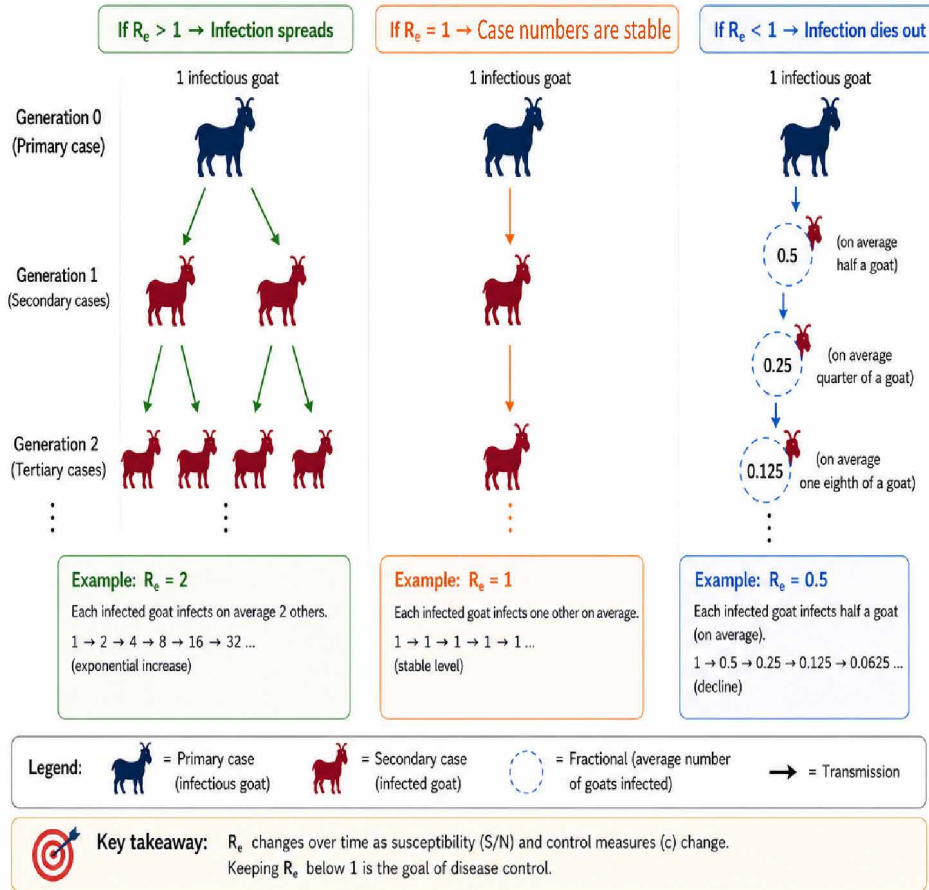 If Re > 1 → Infection spreads
If Re = 1 → Case numbers are stable
If Re < 1 → Infection dies out
1 infectious goat
1 infectious goat
1 infectious goat
Generation 0
(Primary case)
0.5
(on average
half a goat)
Generation 1
(Secondary cases)
0.25
(on average
quarter of a goat)
Generation 2
(Tertiary cases)
0.125
(on average
one eighth of a goat)
Example: Re = 2
Each infected goat infects on average 2 others.
1 → 2 → 4 → 8 → 16 → 32 ...
(exponential increase)
Example: Re = 1
Each infected goat infects one other on average.
1 → 1 → 1 → 1 → 1 ...
(stable level)
Example: Re = 0.5
Each infected goat infects half a goat
(on average).
1 → 0.5 → 0.25 → 0.125 → 0.0625 ...
(decline)
Legend:
= Primary case
(infectious goat)
= Secondary case
(infected goat)
= Fractional (average number
of goats infected)
= Transmission
Key takeaway: Re changes over time as susceptibility (S/N) and control measures (c) change.
Keeping Re below 1 is the goal of disease control.